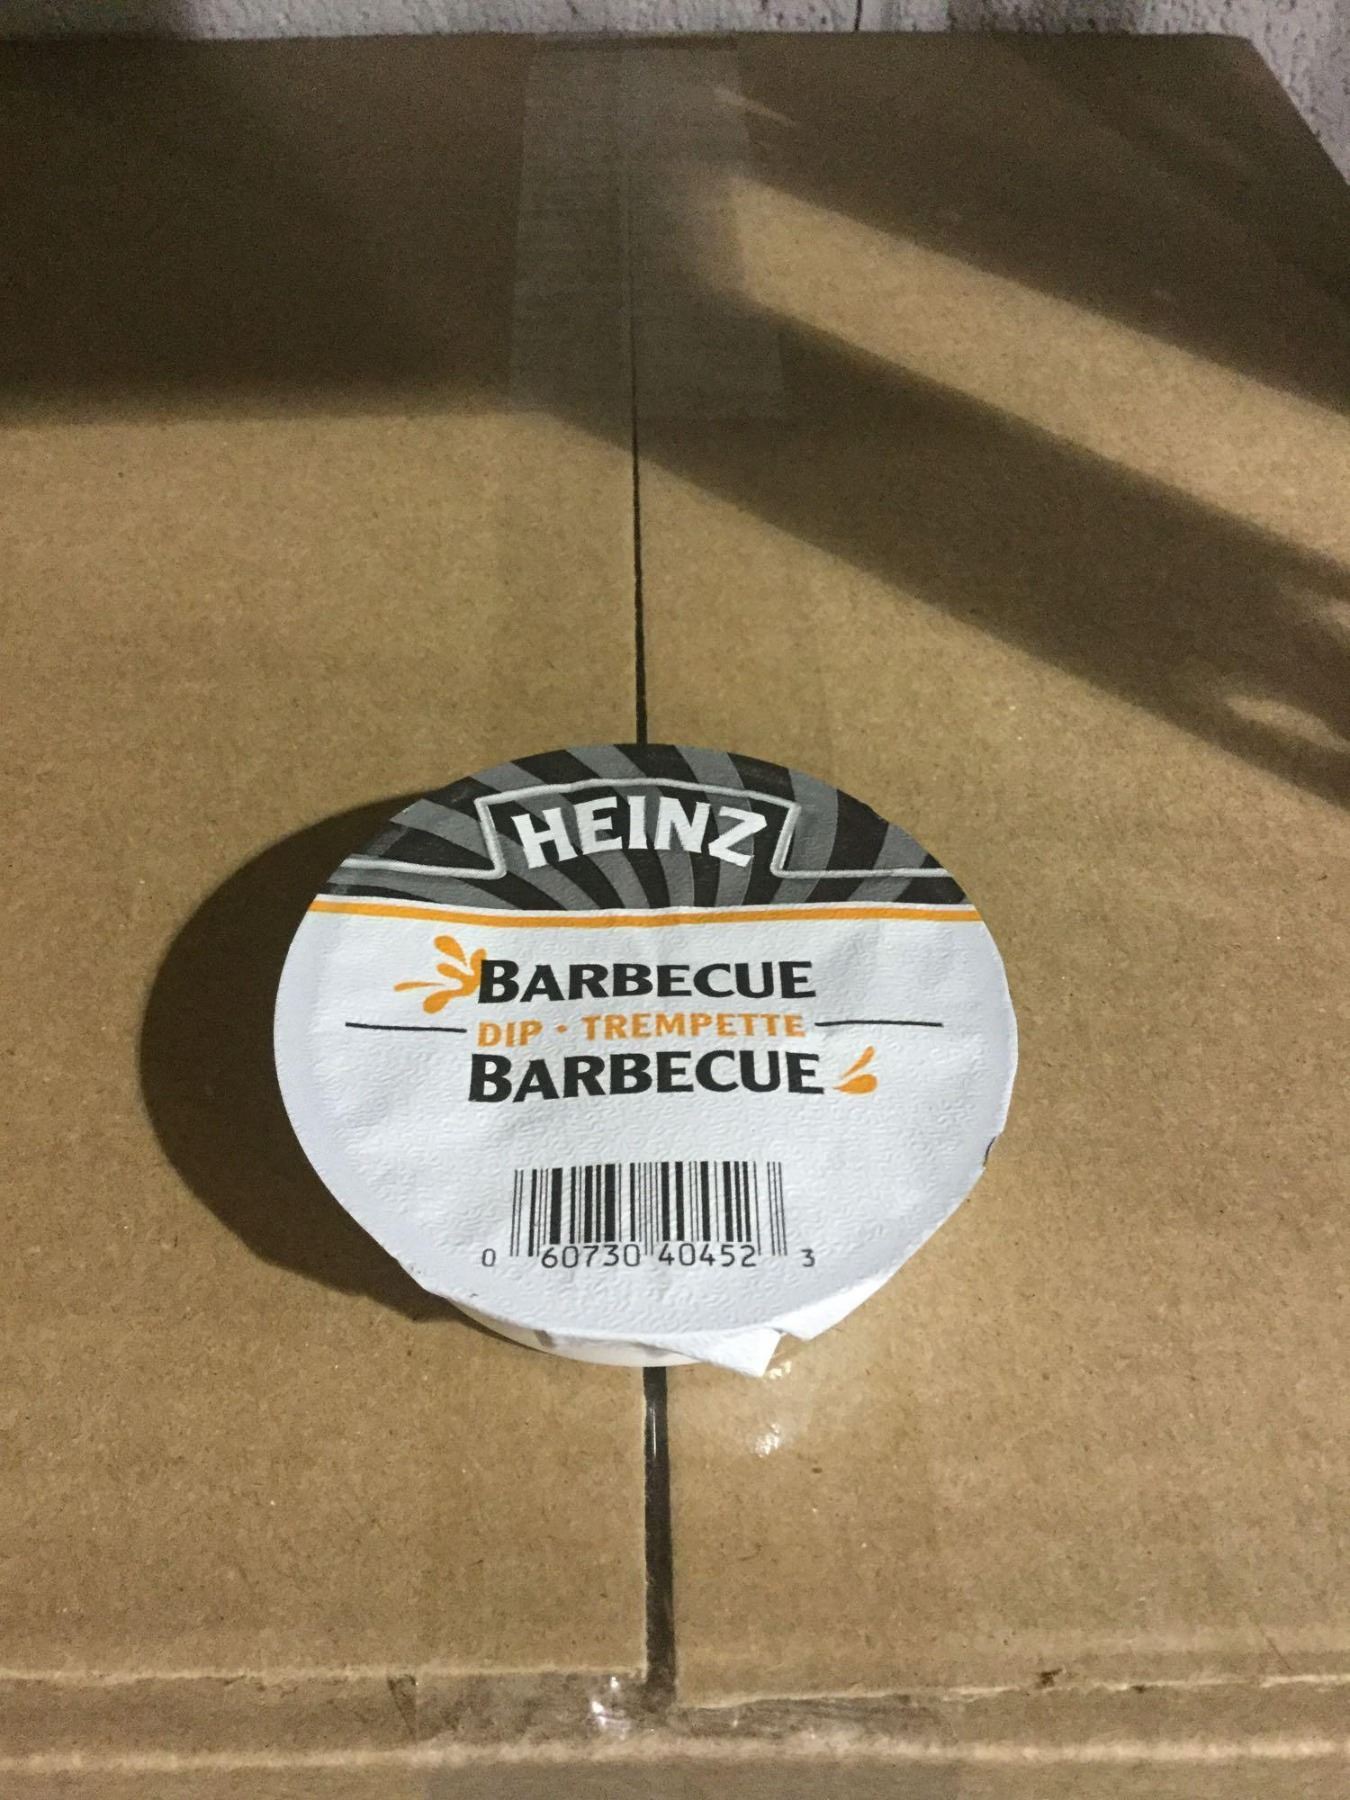 HEINZ
BARBECUE
DIP · TREMPETTE
BARBECUE
0 60730 40452 3